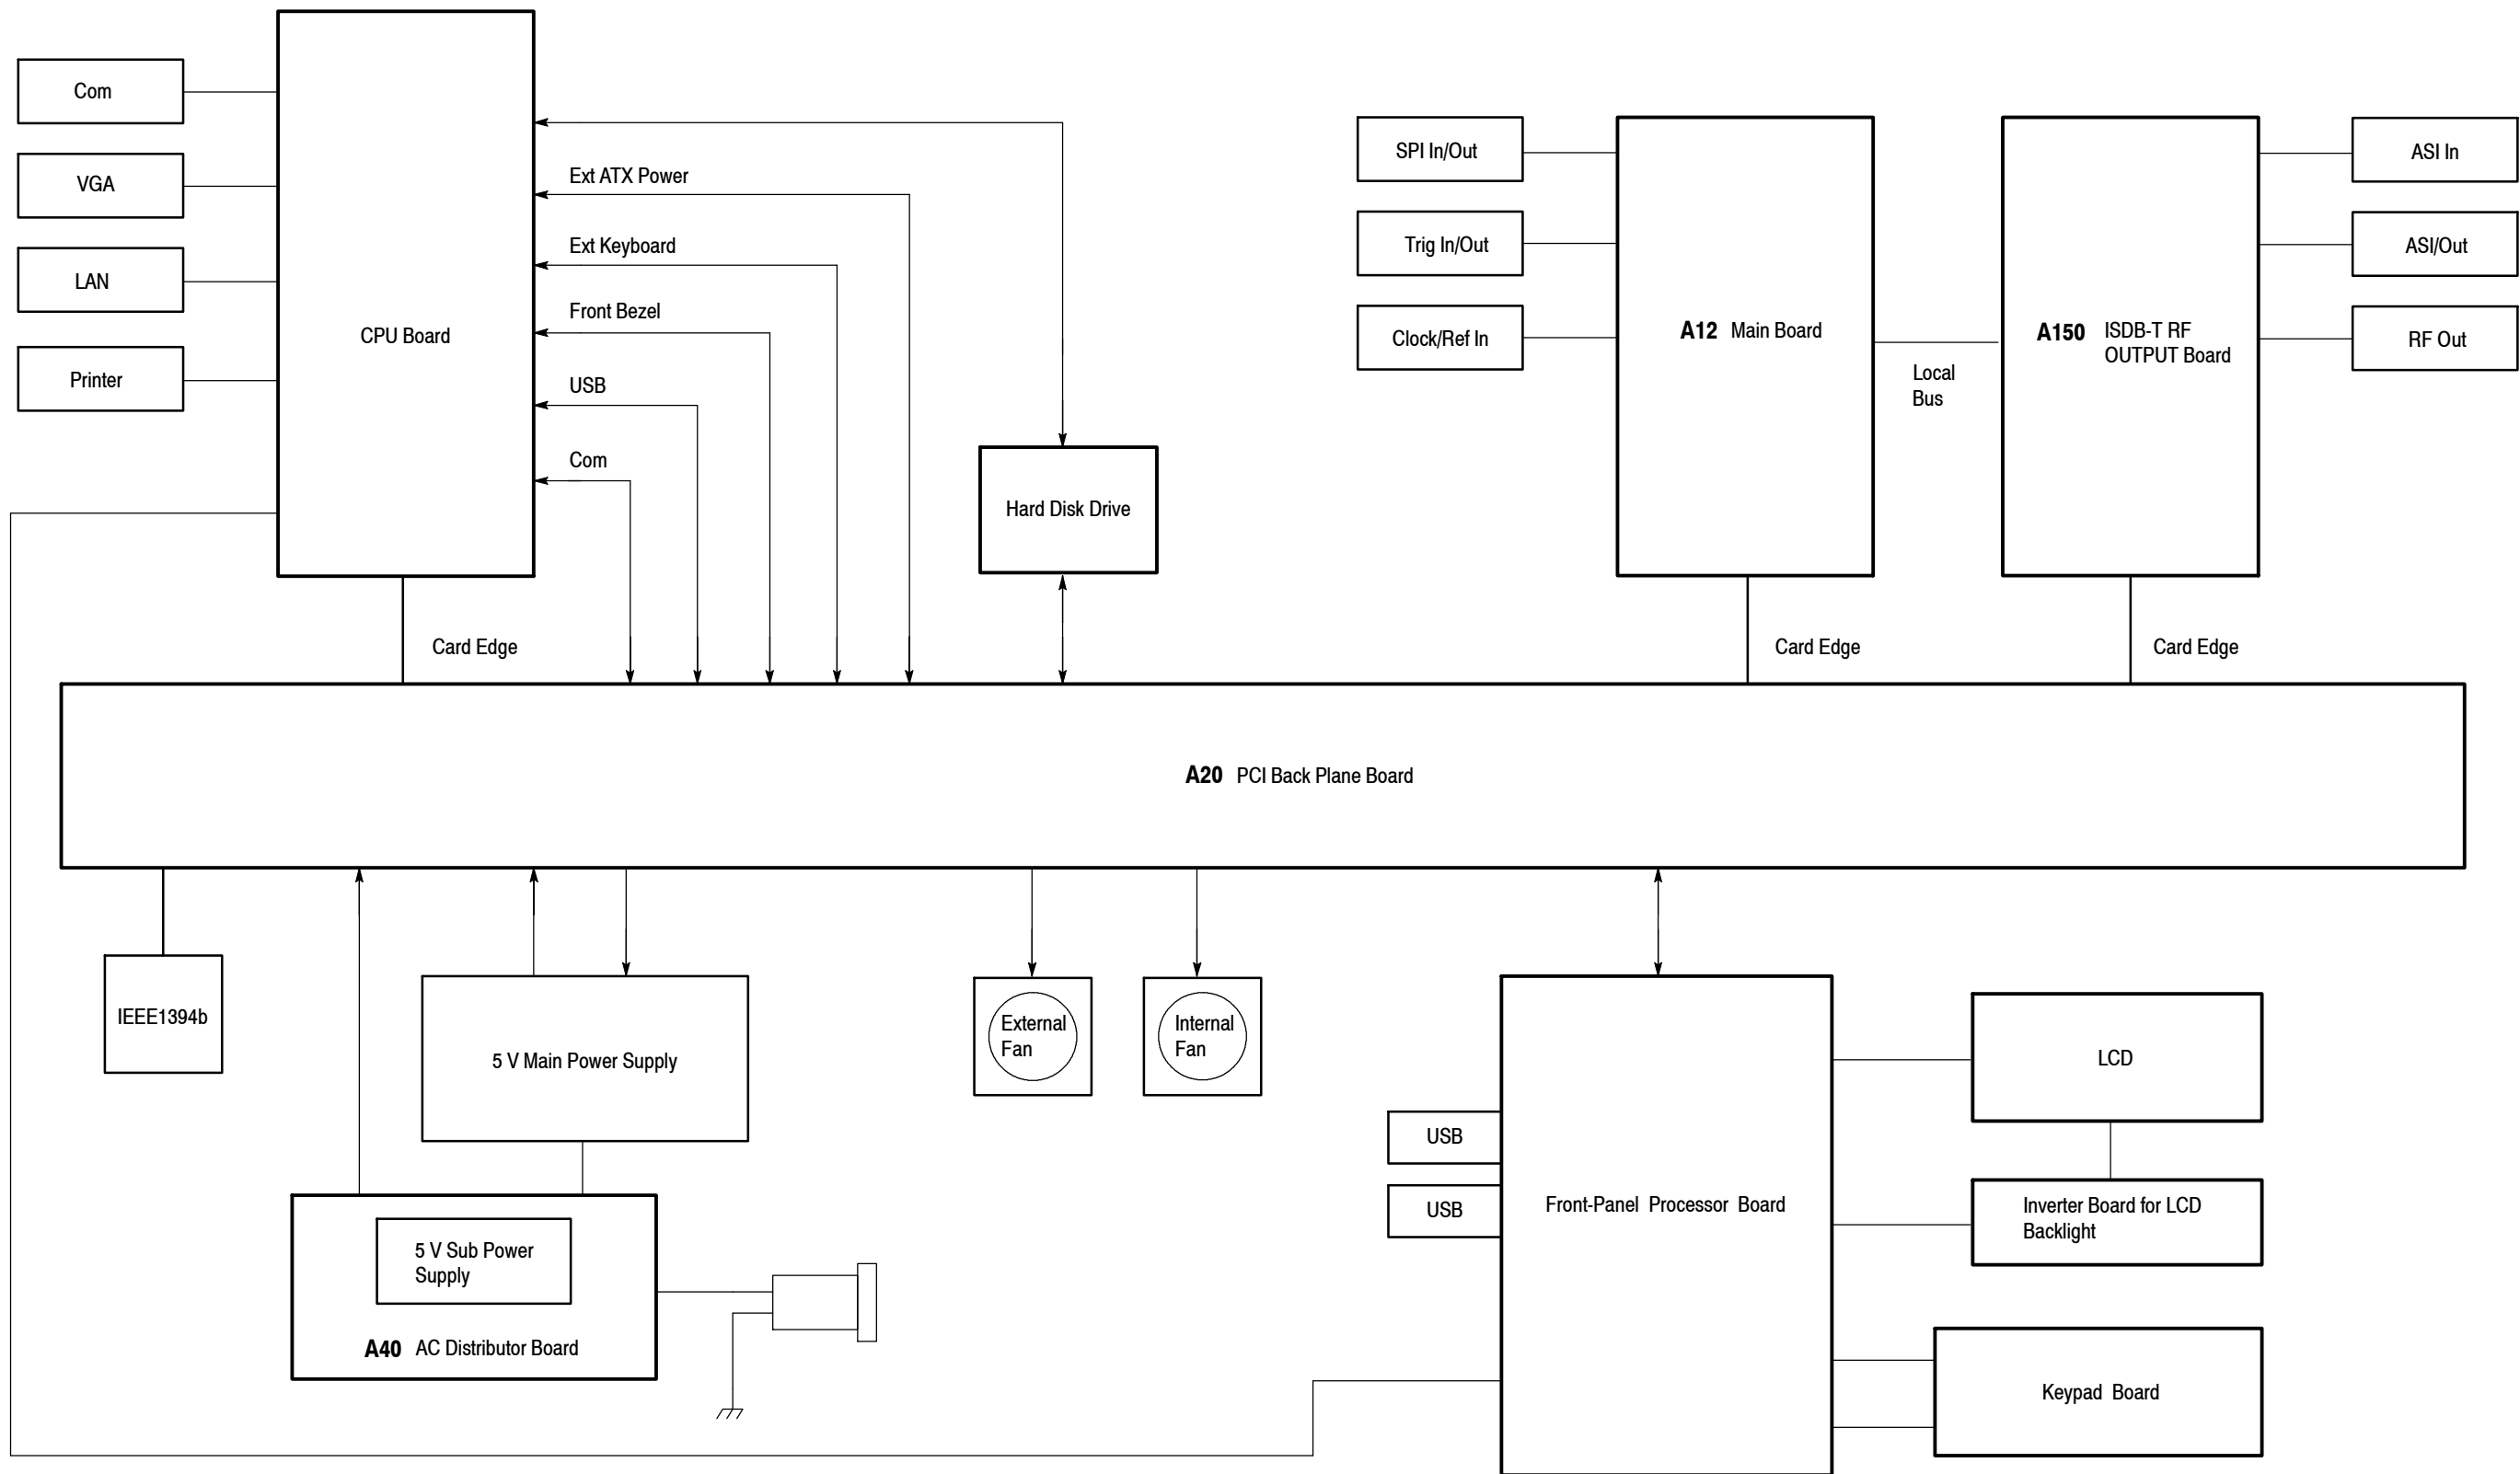 Com
VGA
LAN
Printer
CPU Board
Ext ATX Power
Ext Keyboard
Front Bezel
USB
Com
Hard Disk Drive
SPI In/Out
Trig In/Out
Clock/Ref In
A12 Main Board
Local
Bus
A150 ISDB-T RF
OUTPUT Board
ASI In
ASI/Out
RF Out
Card Edge
Card Edge
Card Edge
A20 PCI Back Plane Board
IEEE1394b
5 V Main Power Supply
External
Fan
Internal
Fan
5 V Sub Power
Supply
A40 AC Distributor Board
USB
USB
Front-Panel Processor Board
LCD
Inverter Board for LCD
Backlight
Keypad Board